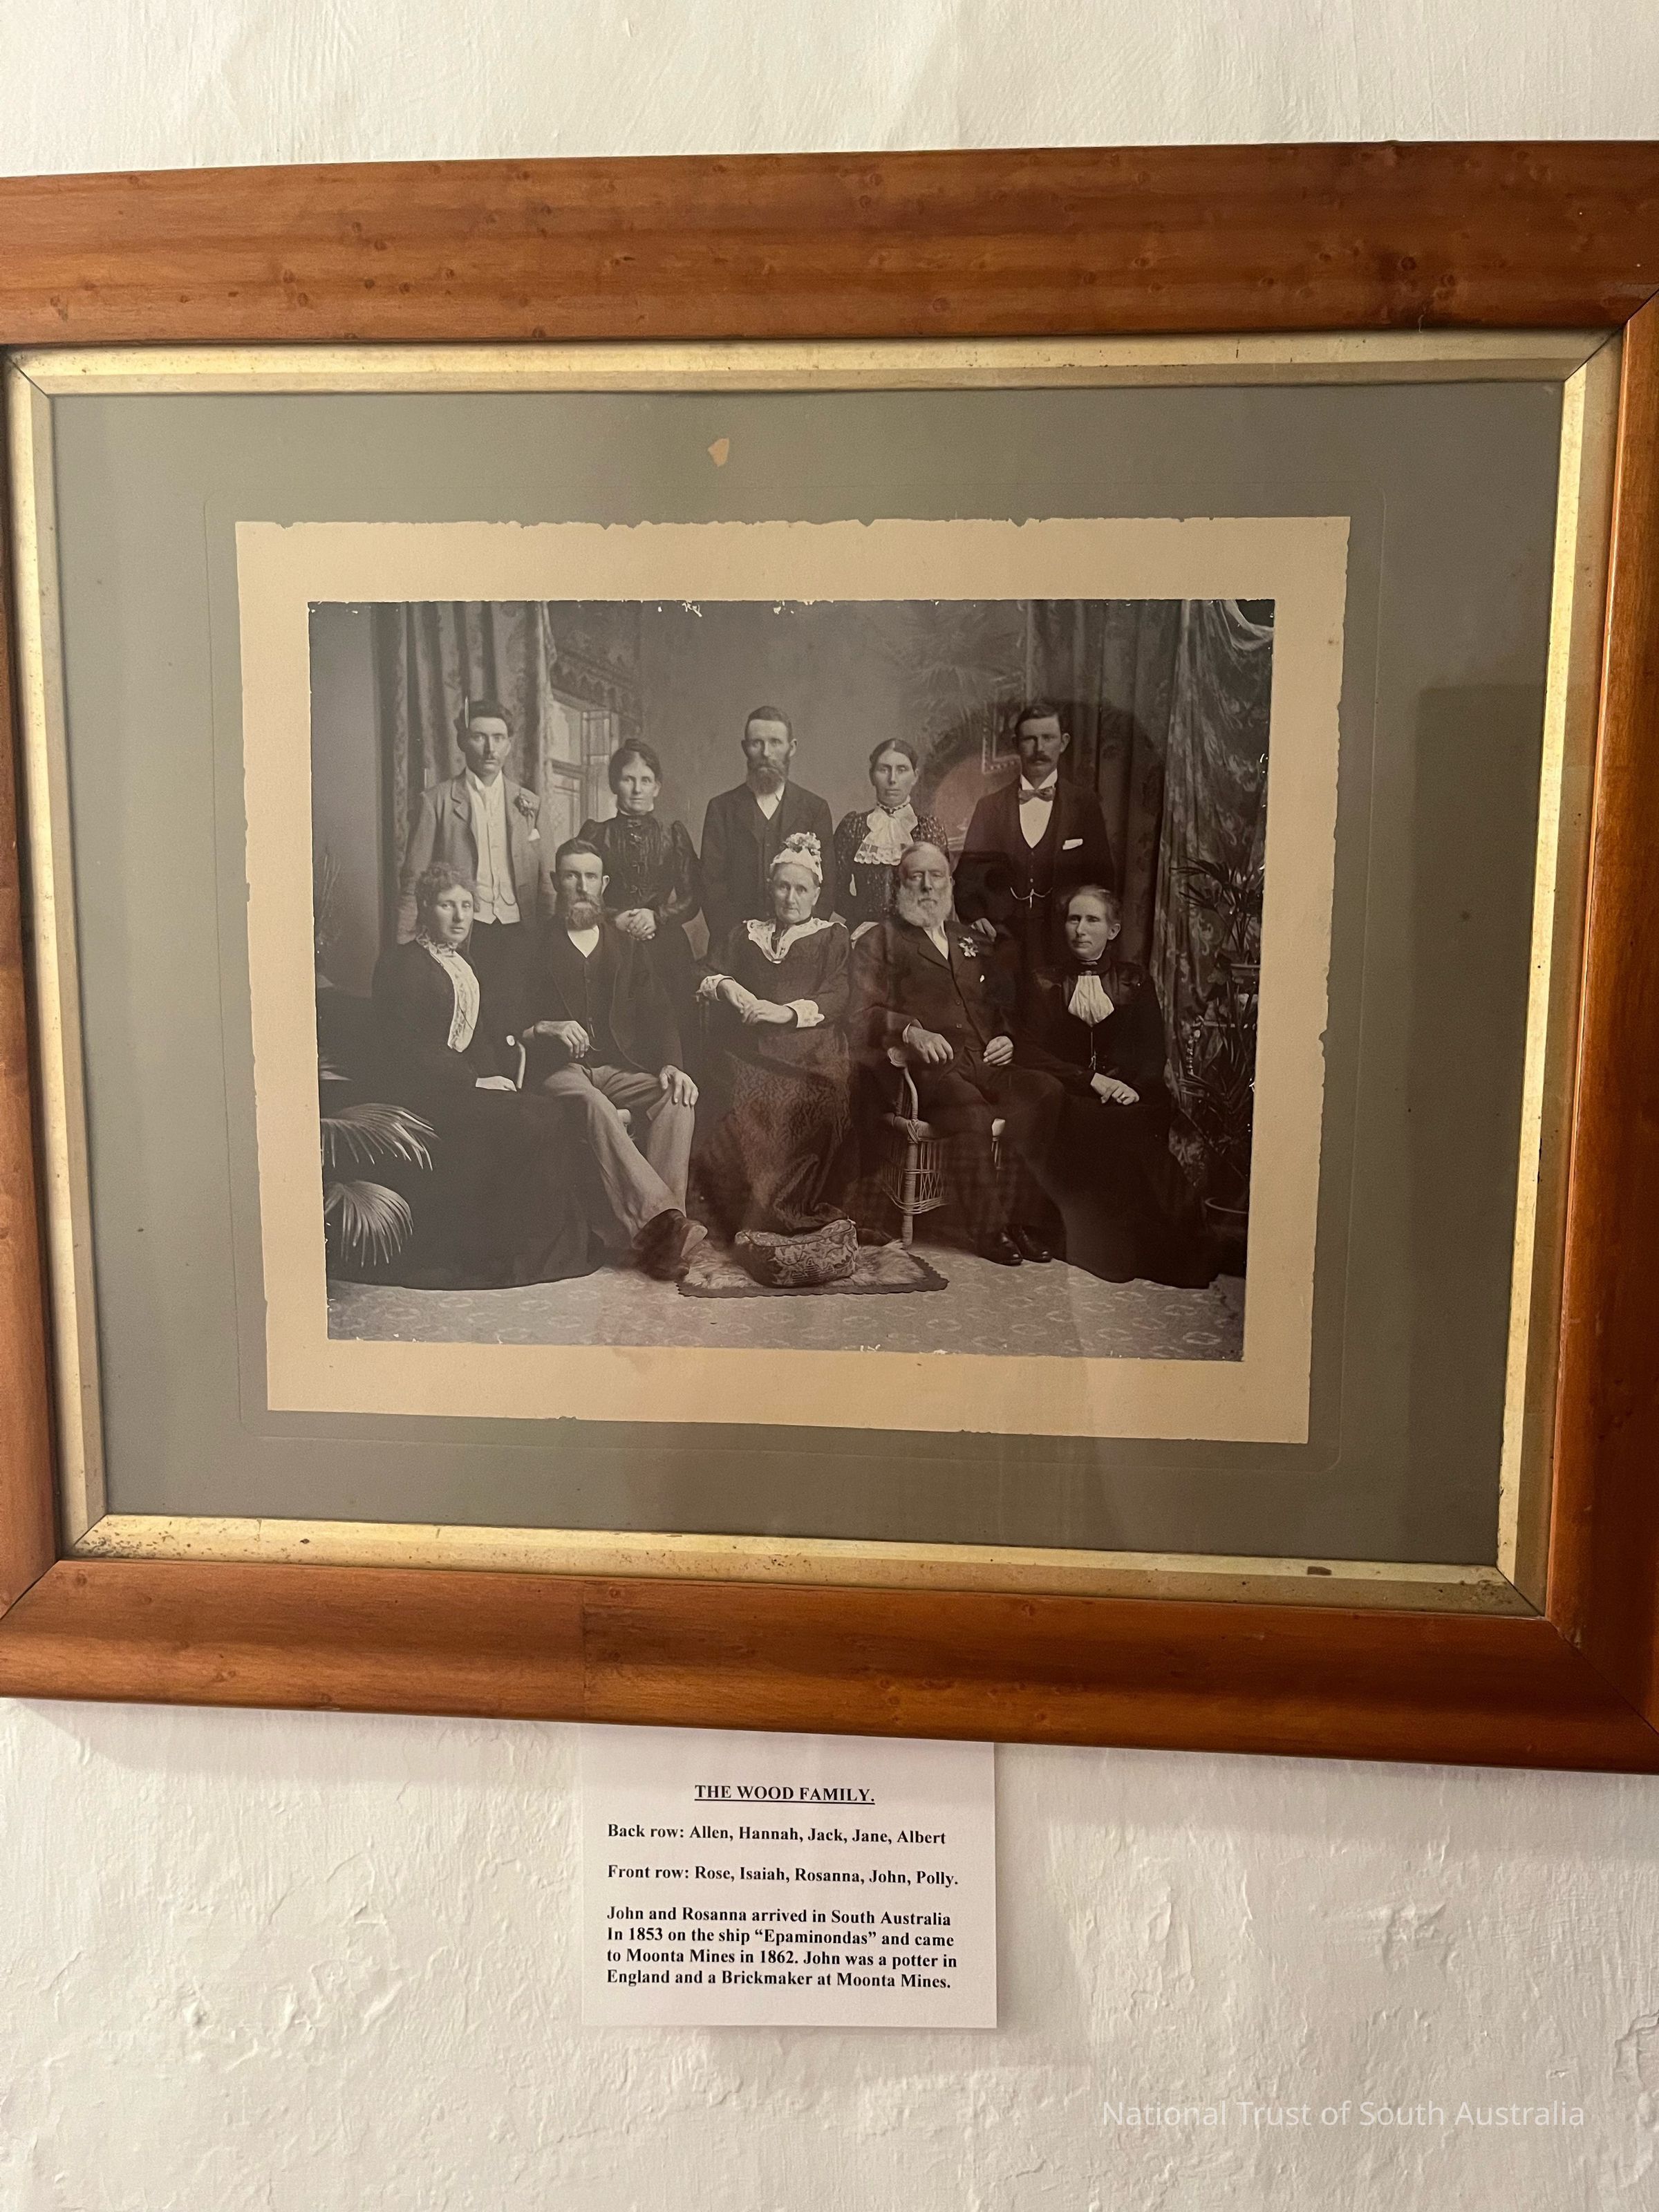 THE WOOD FAMILY.
Back row: Allen, Hannah, Jack, Jane, Albert
Front row: Rose, Isaiah, Rosanna, John, Polly.
John and Rosanna arrived in South Australia
In 1853 on the ship “Epaminondas” and came
to Moonta Mines in 1862. John was a potter in
England and a Brickmaker at Moonta Mines.
National Trust of South Australia